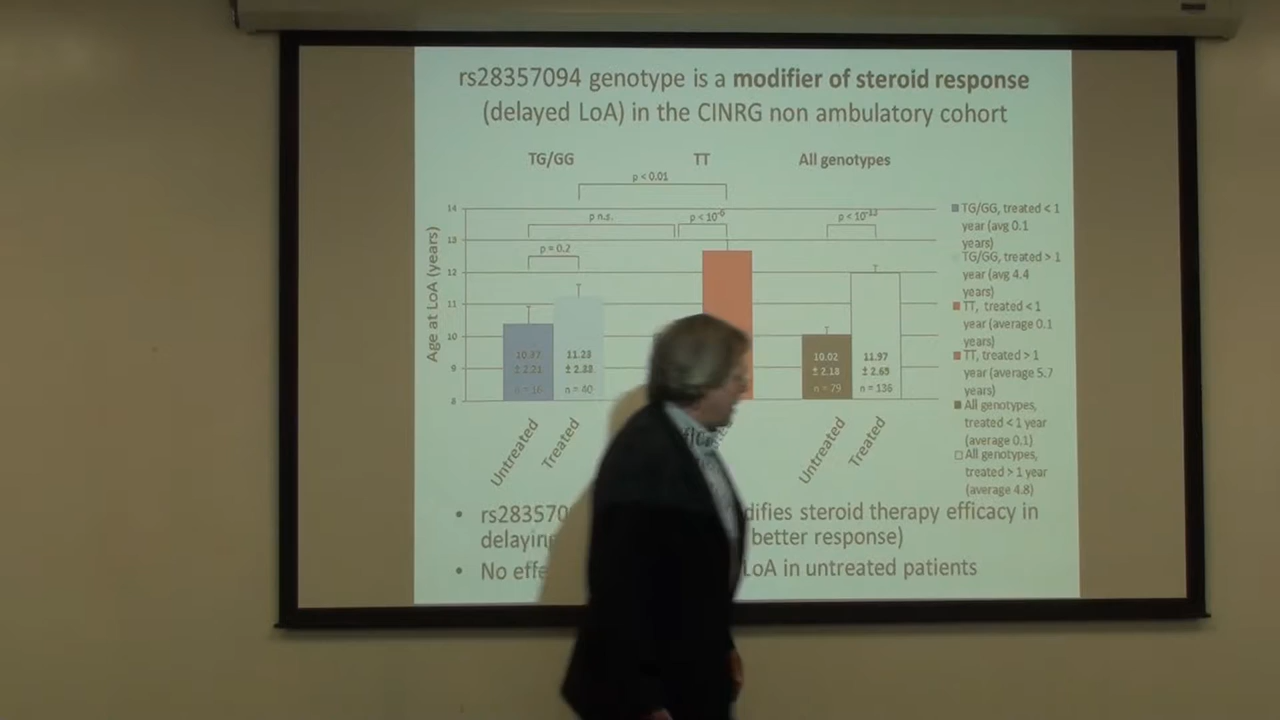 rs28357094 genotype is a modifier of steroid response
(delayed LoA) in the CINRG non ambulatory cohort
TG/GG
TT
All genotypes
p < 0.01
p n.s.
p < 10-6
p < 10-12
p = 0.2
Age at LoA (years)
14
13
12
11
10
9
8
10.37
± 2.21
n = 16
11.23
± 2.33
n = 40
10.02
± 2.18
n = 79
11.97
± 2.65
n = 136
Untreated
Treated
Untreated
Treated
TG/GG, treated < 1
year (avg 0.1
years)
TG/GG, treated > 1
year (avg 4.4
years)
TT, treated < 1
year (average 0.1
years)
TT, treated > 1
year (average 5.7
years)
All genotypes,
treated < 1 year
(average 0.1)
All genotypes,
treated > 1 year
(average 4.8)
• rs283570 difies steroid therapy efficacy in
delaying better response)
• No effe LoA in untreated patients